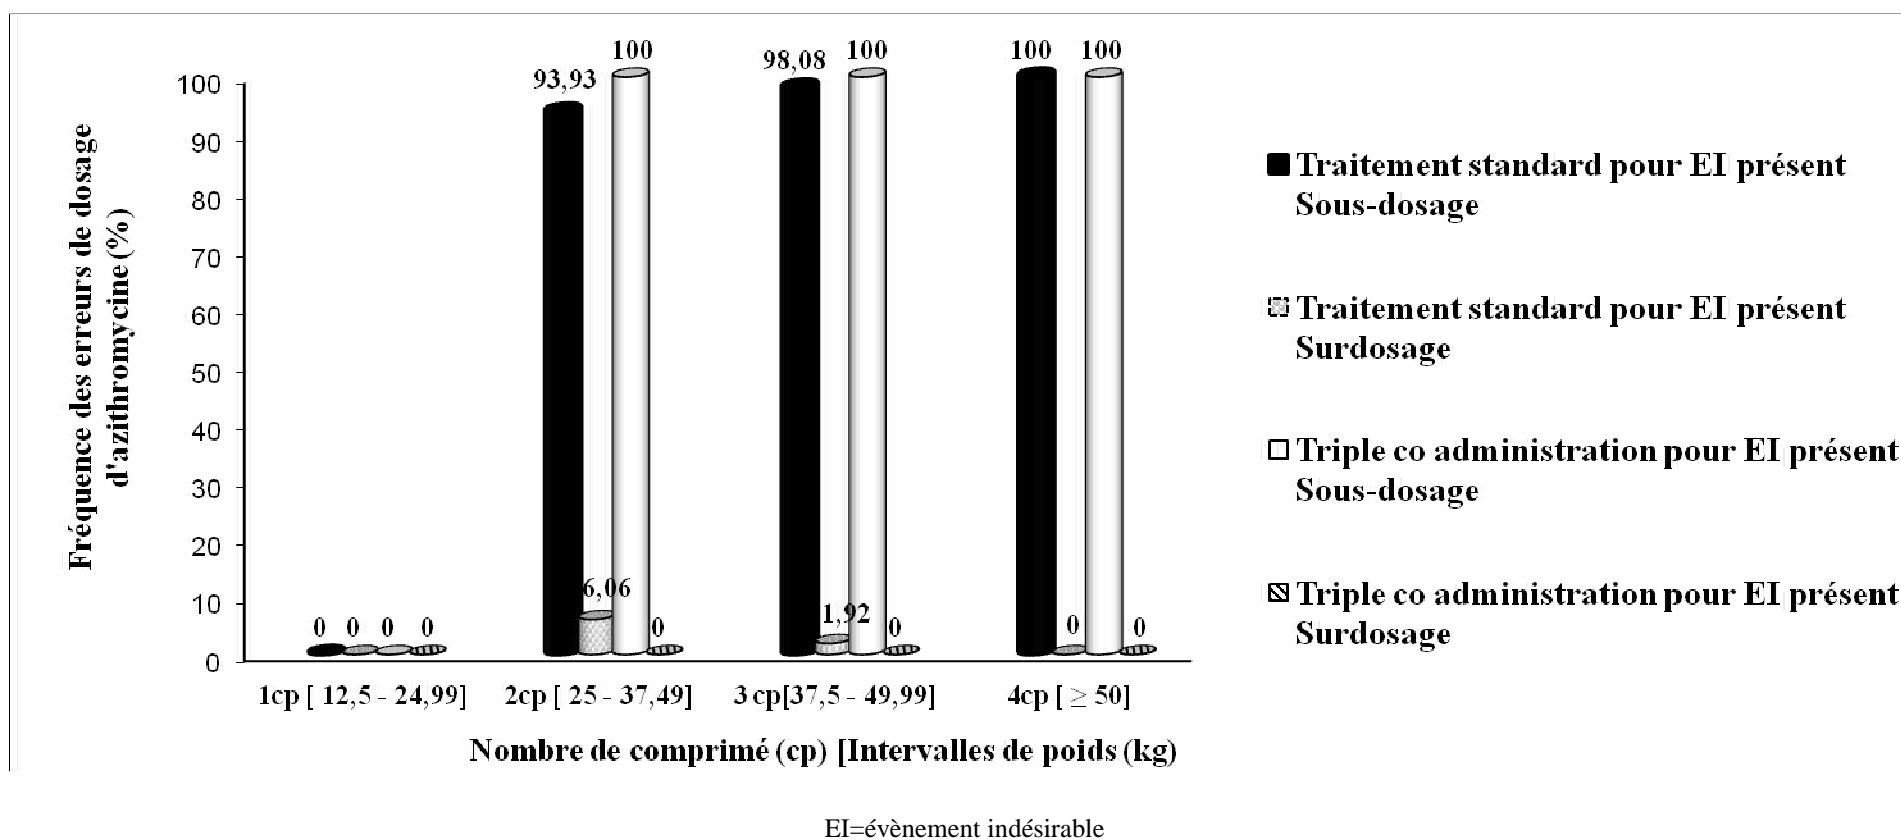 Fréquence des erreurs de dosage
d'azithromycine (%)
100
90
80
70
60
50
40
30
20
10
0
0 0 0 0
93,93 6,06 100 0
98,08 1,92 100 0
100 0 100 0
1cp [ 12,5 - 24,99] 2cp [ 25 - 37,49] 3 cp[37,5 - 49,99] 4cp [ ≥ 50]
Nombre de comprimé (cp) [Intervalles de poids (kg)
Traitement standard pour EI présent
Sous-dosage
Traitement standard pour EI présent
Surdosage
Triple co administration pour EI présent
Sous-dosage
Triple co administration pour EI présent
Surdosage
EI=évènement indésirable